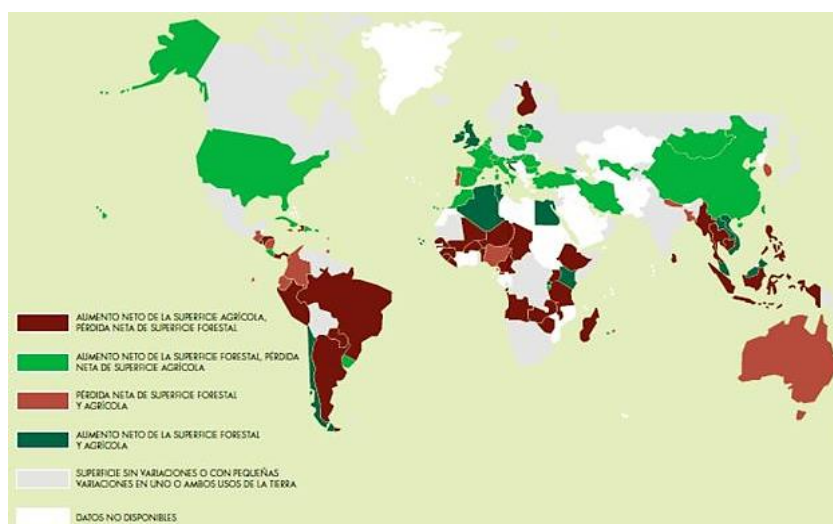 AUMENTO NETO DE LA SUPERFICIE AGRÍCOLA,
PÉRDIDA NETA DE SUPERFICIE FORESTAL
AUMENTO NETO DE LA SUPERFICIE FORESTAL, PÉRDIDA
NETA DE SUPERFICIE AGRÍCOLA
PÉRDIDA NETA DE SUPERFICIE FORESTAL
Y AGRÍCOLA
AUMENTO NETO DE LA SUPERFICIE FORESTAL
Y AGRÍCOLA
SUPERFICIE SIN VARIACIONES O CON PEQUEÑAS
VARIACIONES EN UNO O AMBOS USOS DE LA TIERRA
DATOS NO DISPONIBLES